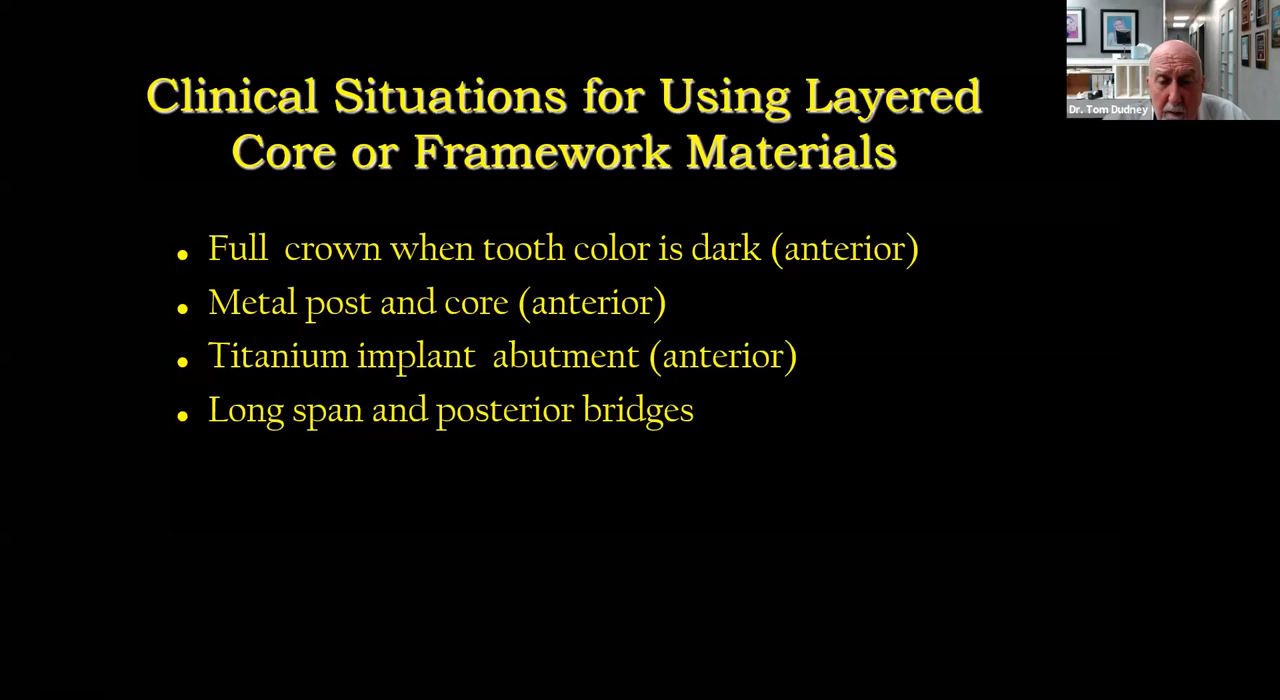 Clinical Situations for Using Layered
Core or Framework Materials
Dr. Tom Dudney
• Full crown when tooth color is dark (anterior)
• Metal post and core (anterior)
• Titanium implant abutment (anterior)
• Long span and posterior bridges